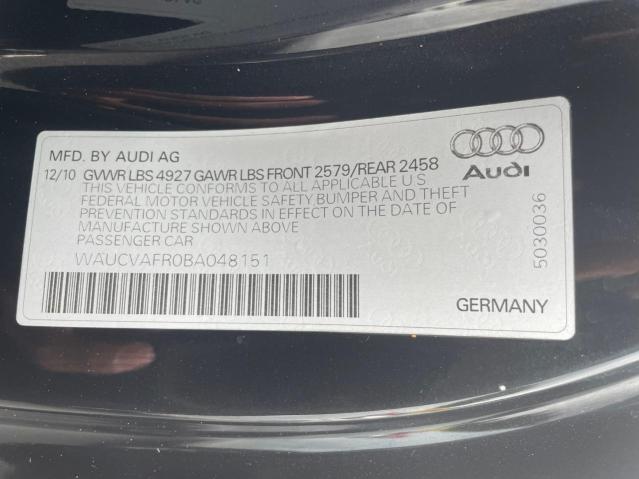 MFD. BY AUDI AG
12/10 GVWR LBS 4927 GAWR LBS FRONT 2579/REAR 2458
THIS VEHICLE CONFORMS TO ALL APPLICABLE U S
FEDERAL MOTOR VEHICLE SAFETY BUMPER AND THEFT
PREVENTION STANDARDS IN EFFECT ON THE DATE OF
MANUFACTURE SHOWN ABOVE
PASSENGER CAR
WAUCVAFR0BA048151
Audi
5030036
GERMANY